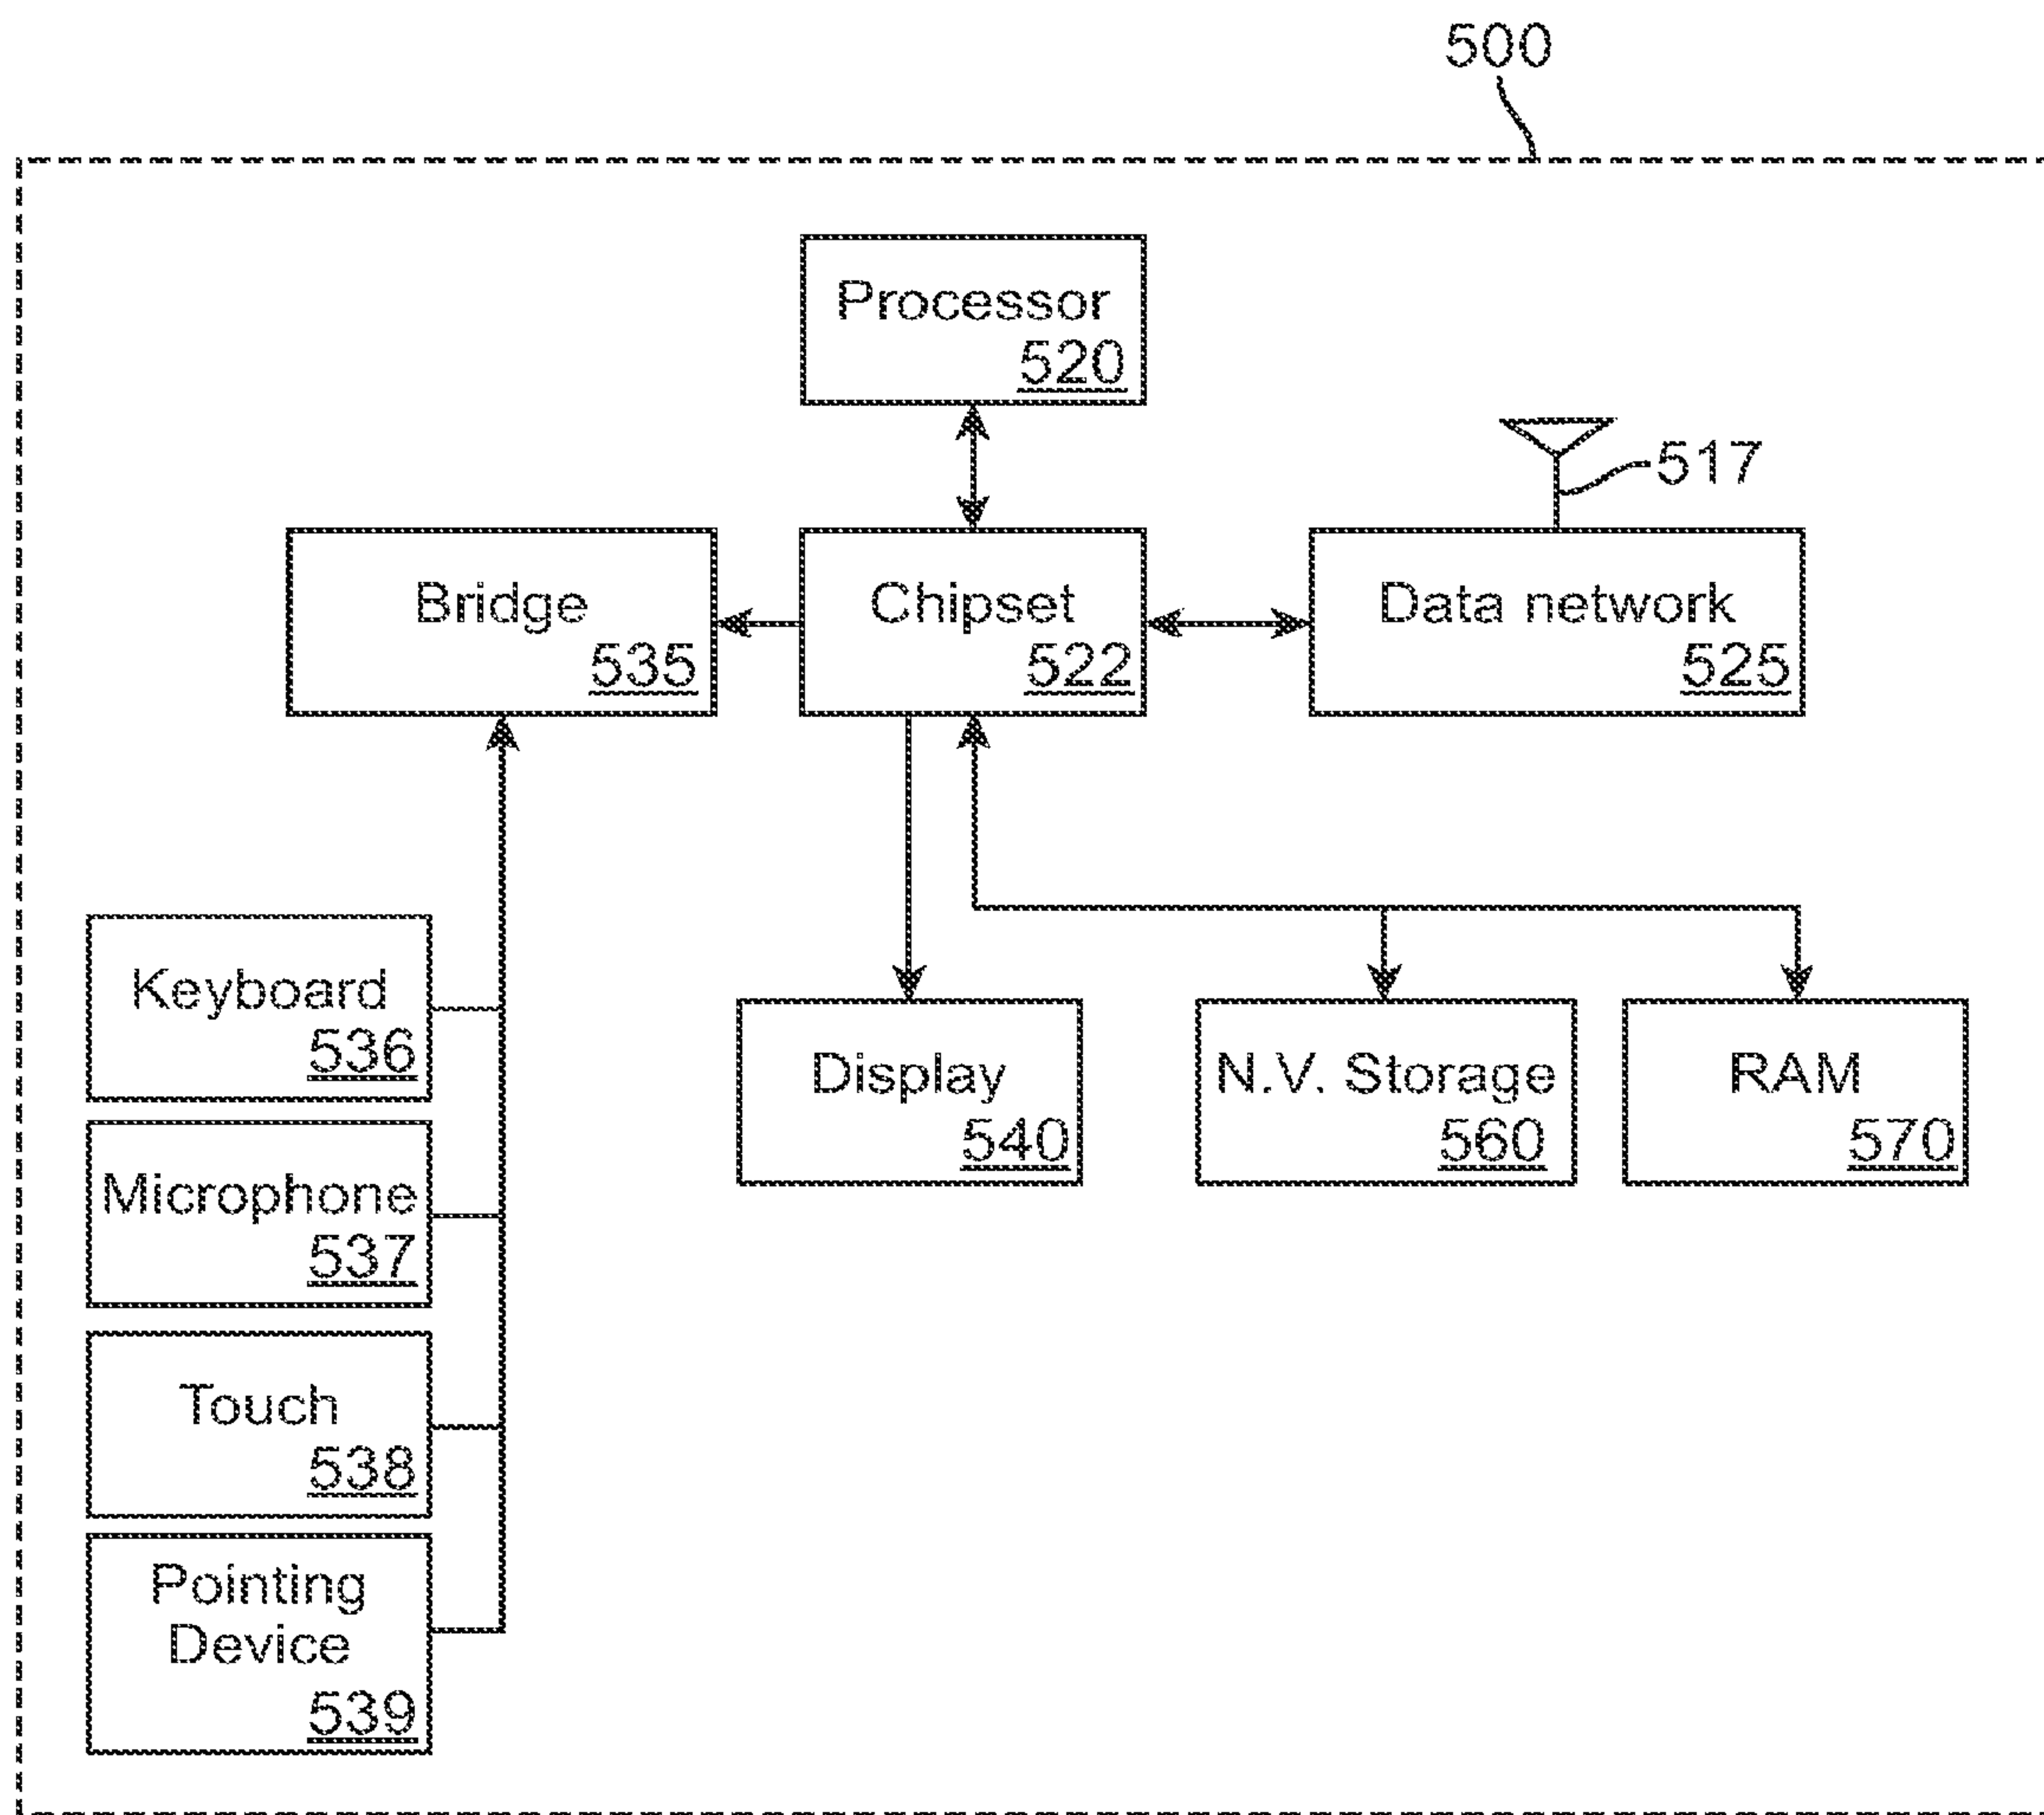 500
Processor
520
517
Bridge
535
Chipset
522
Data network
525
Keyboard
536
Microphone
537
Touch
538
Pointing
Device
539
Display
540
N.V. Storage
560
RAM
570